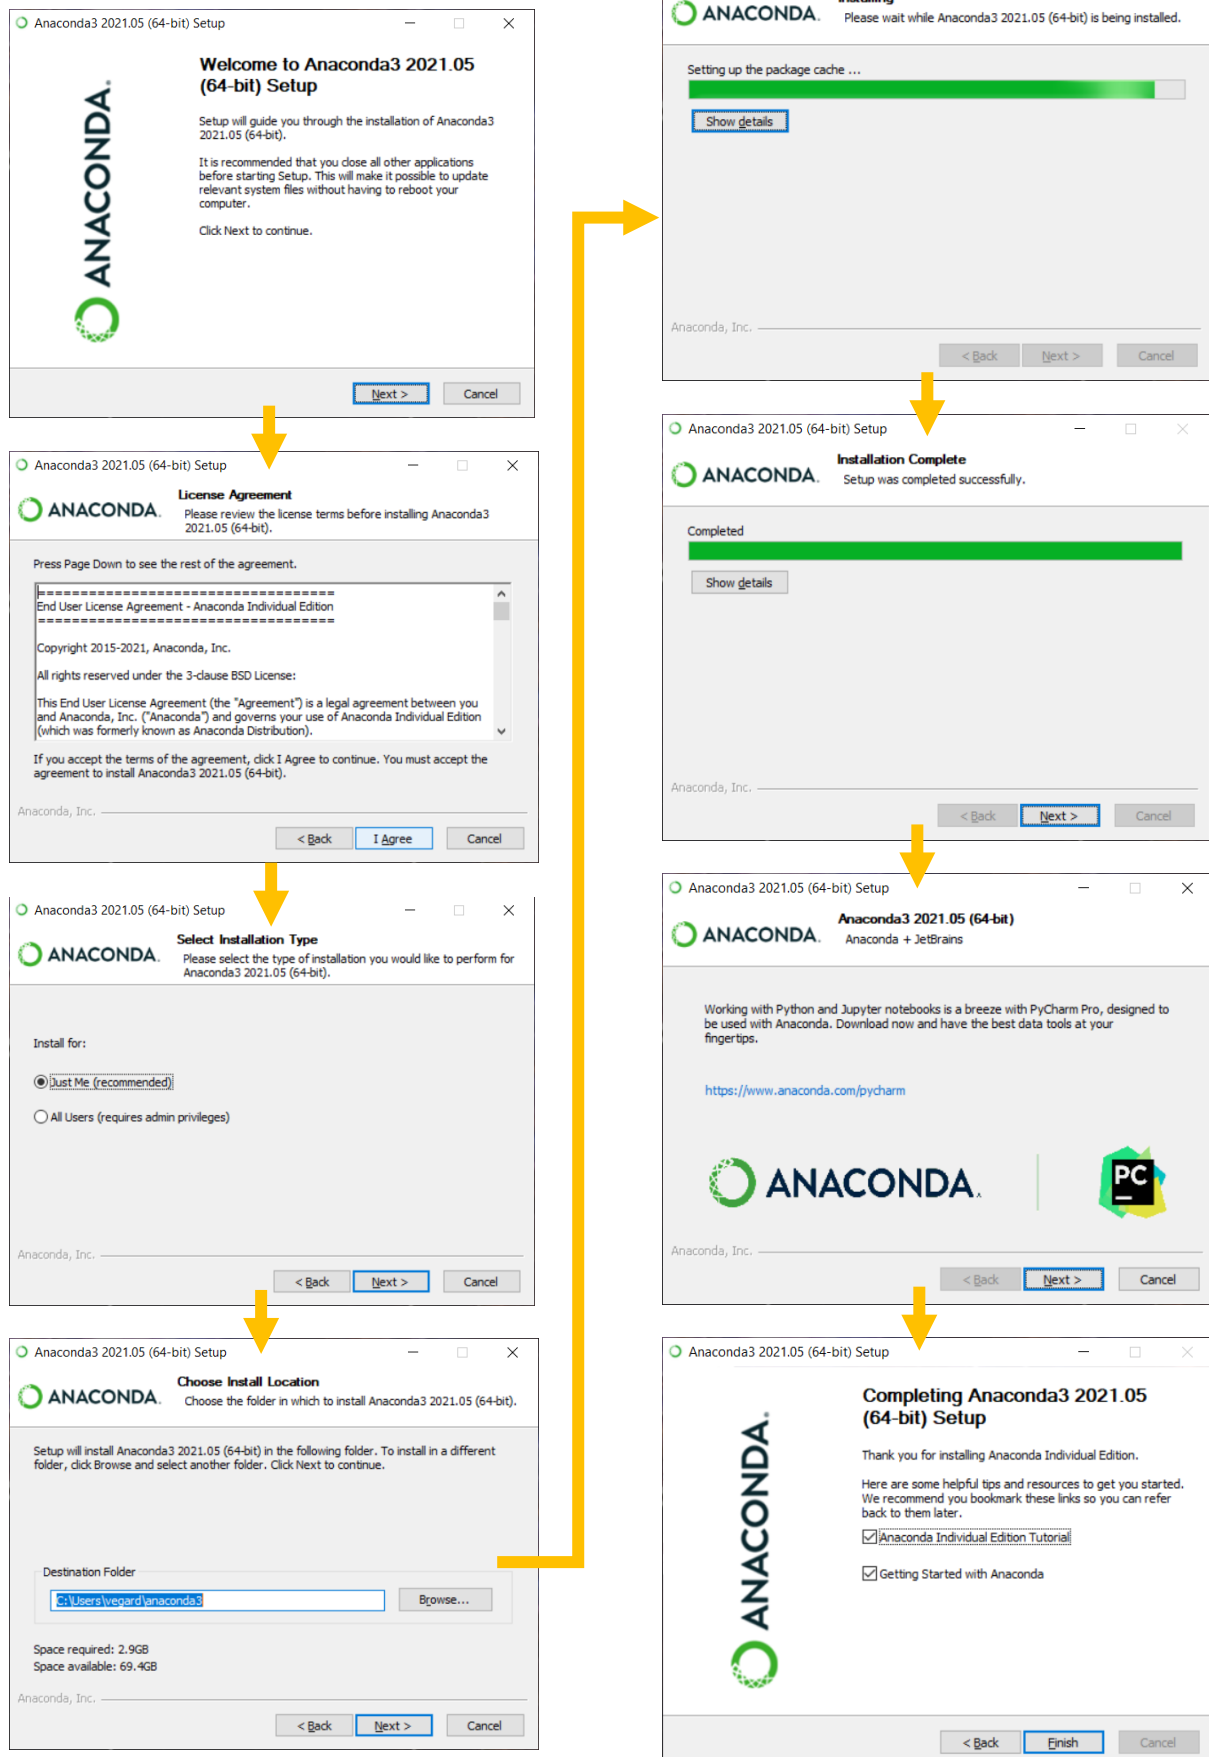 Anaconda3 2021.05 (64-bit) Setup
ANACONDA.
Welcome to Anaconda3 2021.05
(64-bit) Setup
Setup will guide you through the installation of Anaconda3
2021.05 (64-bit).
It is recommended that you close all other applications
before starting Setup. This will make it possible to update
relevant system files without having to reboot your
computer.
Click Next to continue.
Next >
Cancel
Anaconda3 2021.05 (64-bit) Setup
ANACONDA.
License Agreement
Please review the license terms before installing Anaconda3
2021.05 (64-bit).
Press Page Down to see the rest of the agreement.
===================================
End User License Agreement - Anaconda Individual Edition
===================================
Copyright 2015-2021, Anaconda, Inc.
All rights reserved under the 3-clause BSD License:
This End User License Agreement (the "Agreement") is a legal agreement between you
and Anaconda, Inc. ("Anaconda") and governs your use of Anaconda Individual Edition
(which was formerly known as Anaconda Distribution).
If you accept the terms of the agreement, click I Agree to continue. You must accept the
agreement to install Anaconda3 2021.05 (64-bit).
Anaconda, Inc.
< Back
I Agree
Cancel
Anaconda3 2021.05 (64-bit) Setup
ANACONDA.
Select Installation Type
Please select the type of installation you would like to perform for
Anaconda3 2021.05 (64-bit).
Install for:
Just Me (recommended)
All Users (requires admin privileges)
Anaconda, Inc.
< Back
Next >
Cancel
Anaconda3 2021.05 (64-bit) Setup
ANACONDA.
Choose Install Location
Choose the folder in which to install Anaconda3 2021.05 (64-bit).
Setup will install Anaconda3 2021.05 (64-bit) in the following folder. To install in a different
folder, click Browse and select another folder. Click Next to continue.
Destination Folder
C:\Users\vegard\anaconda3
Browse...
Space required: 2.9GB
Space available: 69.4GB
Anaconda, Inc.
< Back
Next >
Cancel
ANACONDA.
Installing
Please wait while Anaconda3 2021.05 (64-bit) is being installed.
Setting up the package cache ...
Show details
Anaconda, Inc.
< Back
Next >
Cancel
Anaconda3 2021.05 (64-bit) Setup
ANACONDA.
Installation Complete
Setup was completed successfully.
Completed
Show details
Anaconda, Inc.
< Back
Next >
Cancel
Anaconda3 2021.05 (64-bit) Setup
ANACONDA.
Anaconda3 2021.05 (64-bit)
Anaconda + JetBrains
Working with Python and Jupyter notebooks is a breeze with PyCharm Pro, designed to
be used with Anaconda. Download now and have the best data tools at your
fingertips.
https://www.anaconda.com/pycharm
ANACONDA.
PC
Anaconda, Inc.
< Back
Next >
Cancel
Anaconda3 2021.05 (64-bit) Setup
ANACONDA.
Completing Anaconda3 2021.05
(64-bit) Setup
Thank you for installing Anaconda Individual Edition.
Here are some helpful tips and resources to get you started.
We recommend you bookmark these links so you can refer
back to them later.
Anaconda Individual Edition Tutorial
Getting Started with Anaconda
< Back
Finish
Cancel